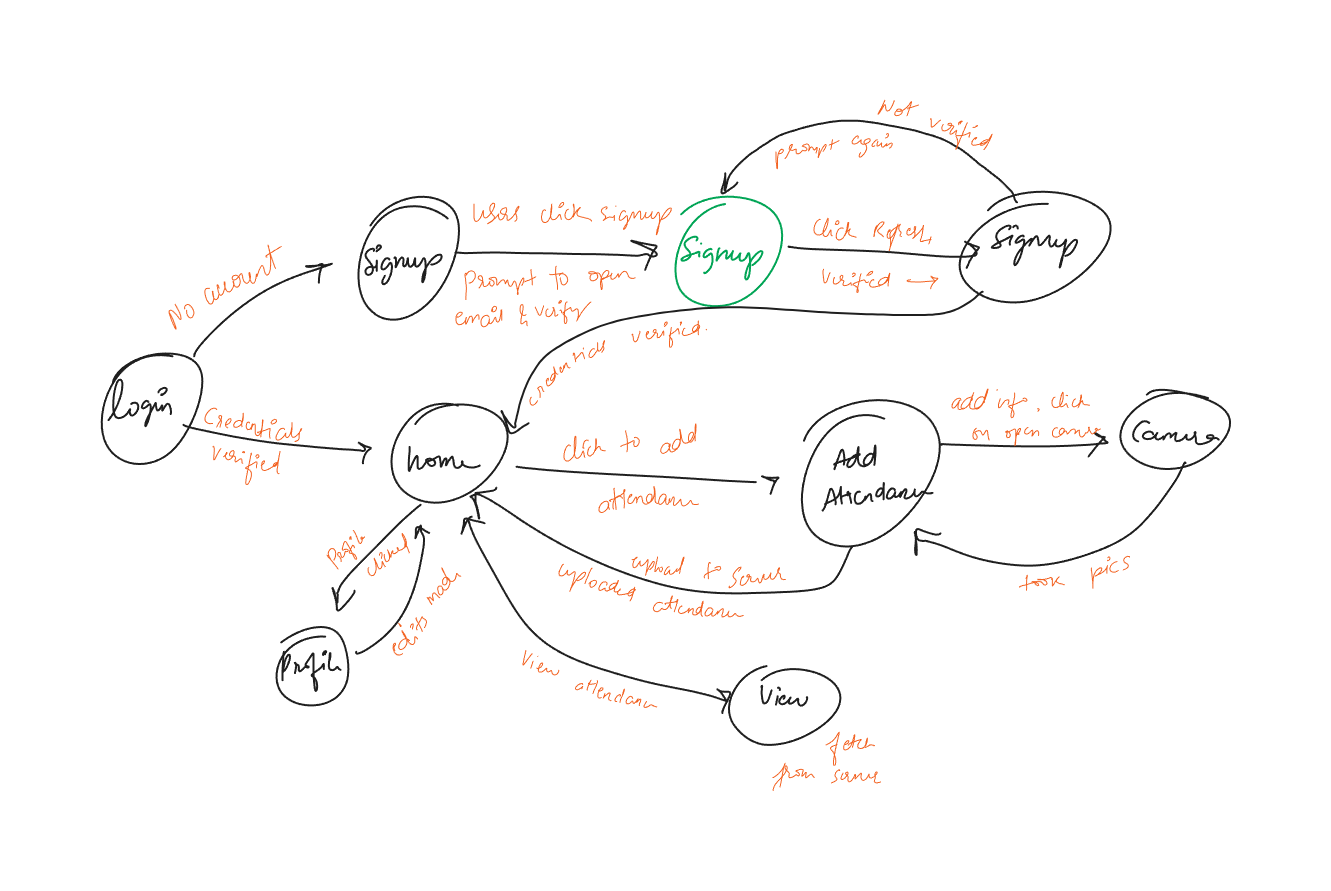 Not verified
prompt again
Users click signup
Signup
Signup
Click Refresh
Signup
Prompt to open
email & verify
Verified →
No account
credentials verified.
login
Credentials
verified
home
click to add
attendance
Add
Attendance
add info, click
on open camera
Camera
Profile
clicked
edits made
upload to server
uploaded attendance
took pics
Profile
View attendance
View
fetch
from server